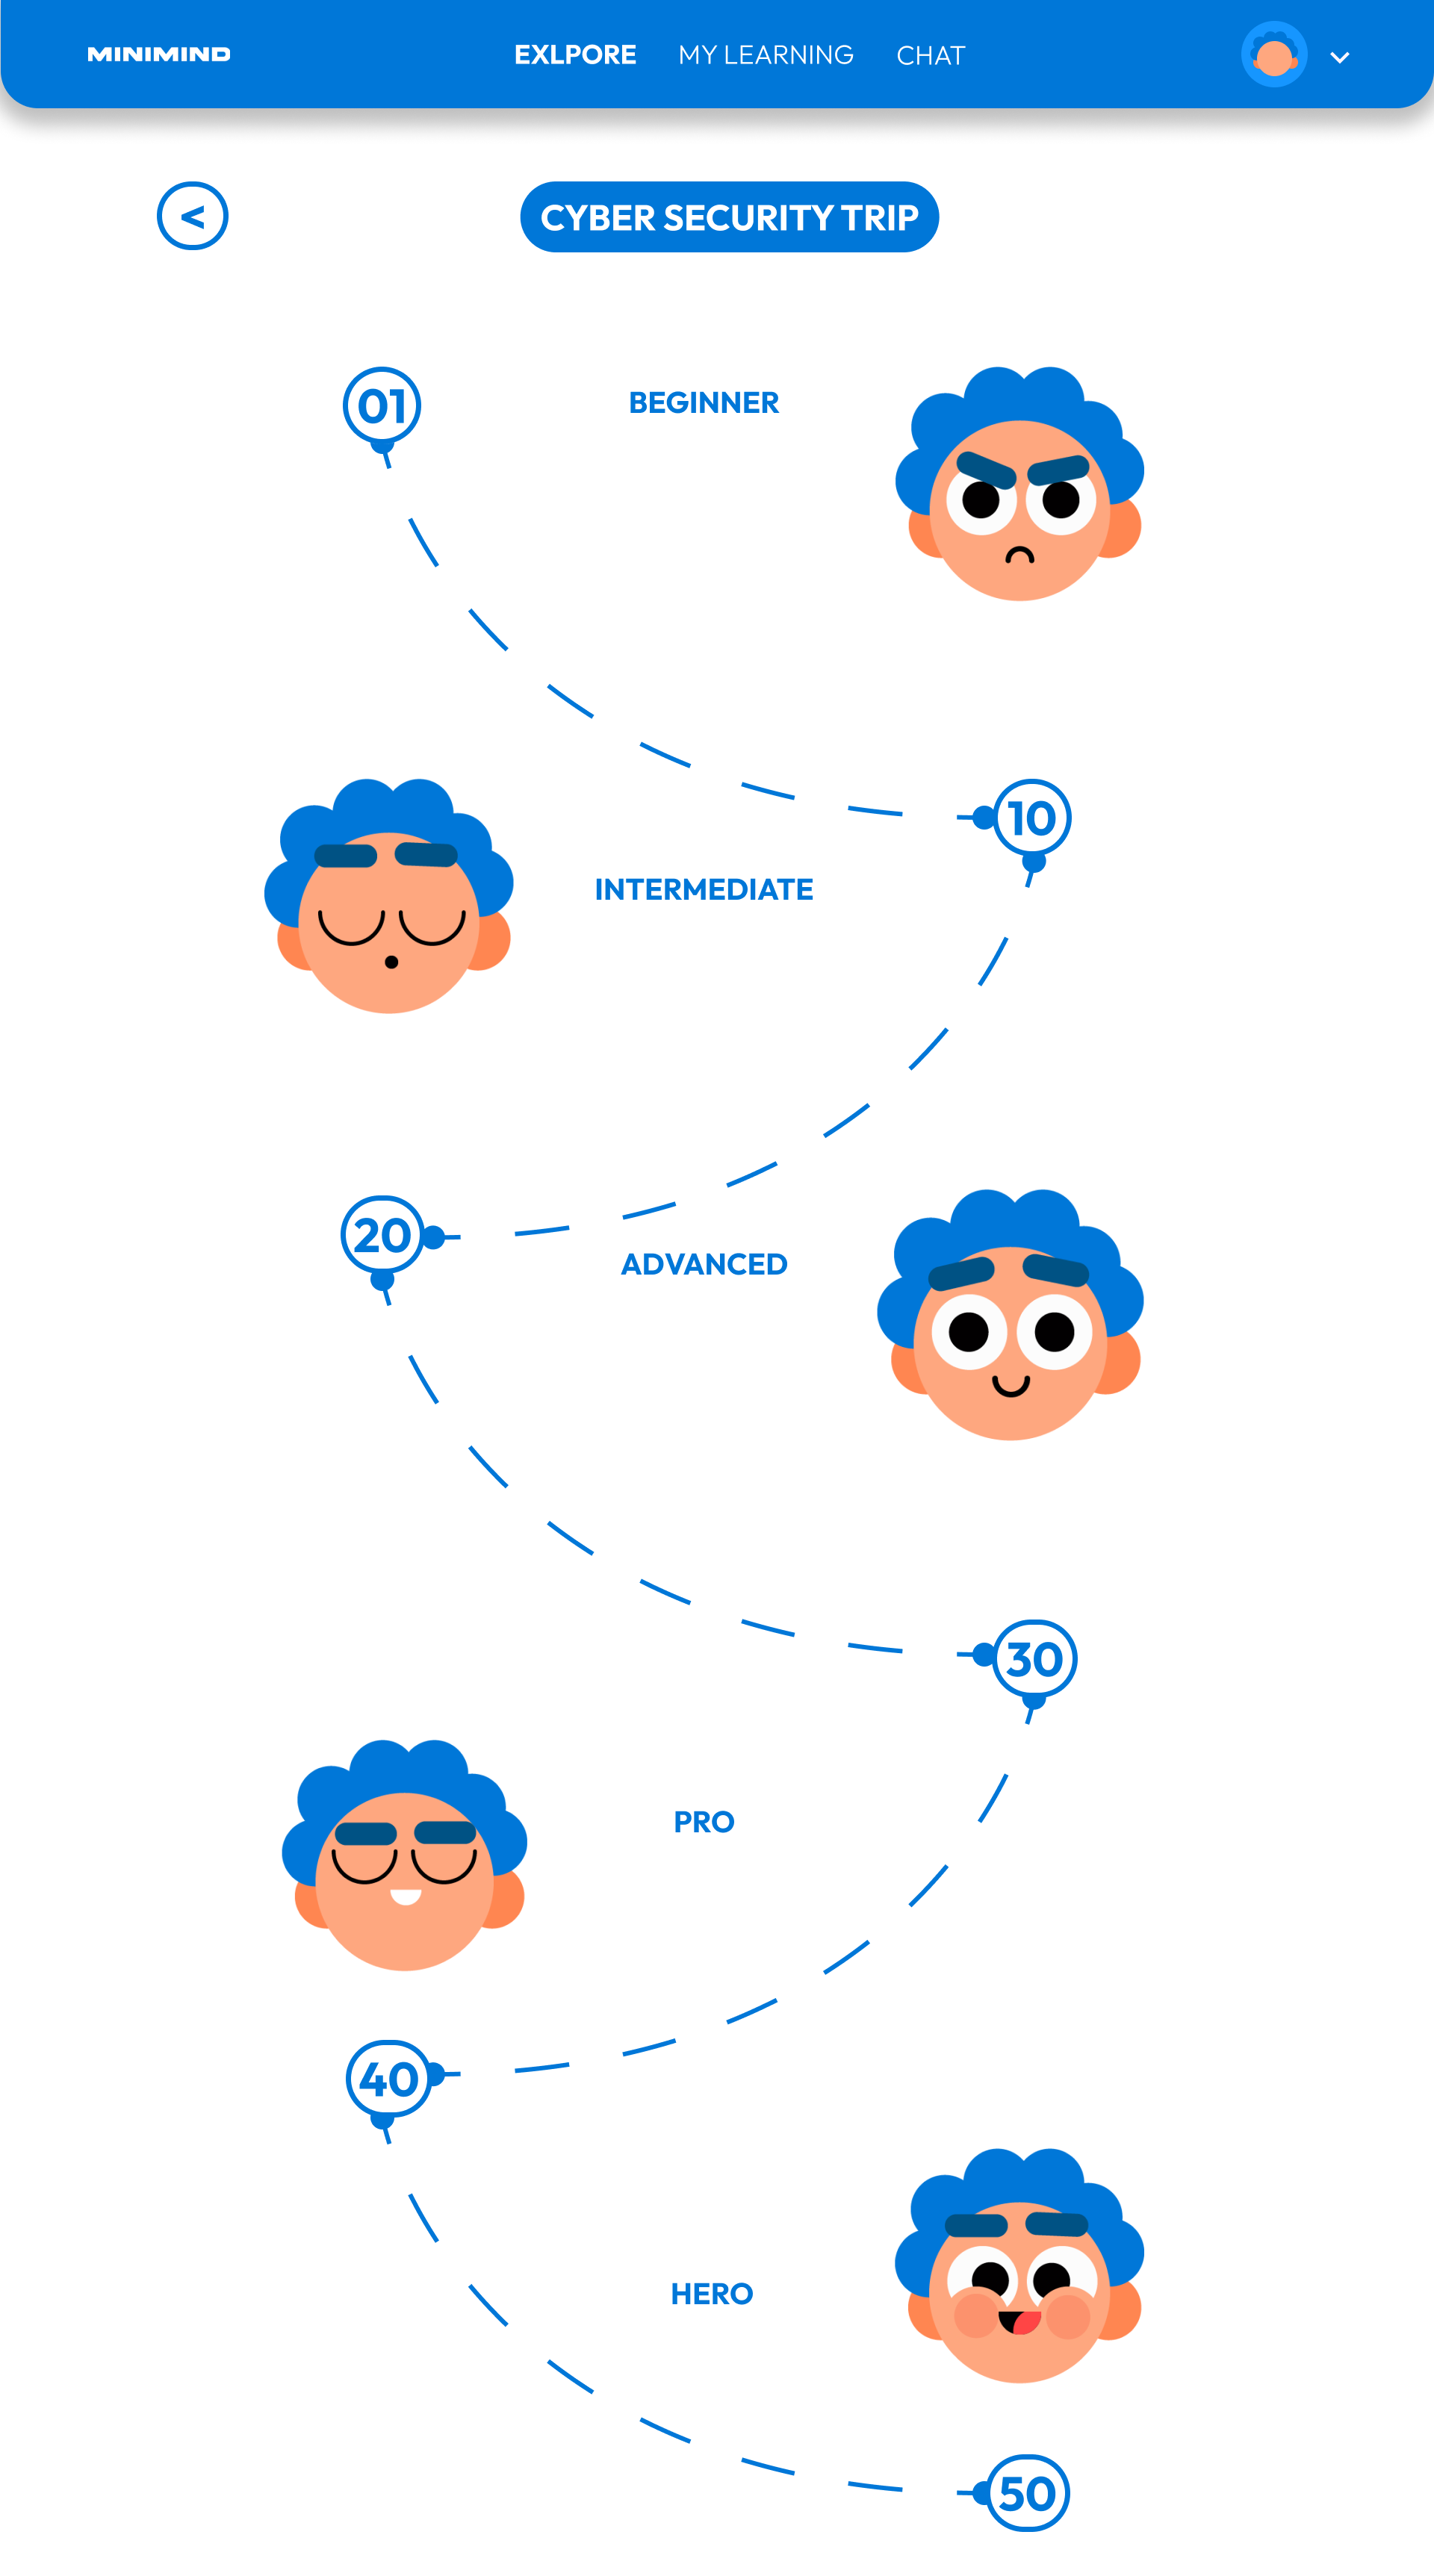 MINIMIND
EXLPORE
MY LEARNING
CHAT
<
CYBER SECURITY TRIP
01
BEGINNER
10
INTERMEDIATE
20
ADVANCED
30
PRO
40
HERO
50